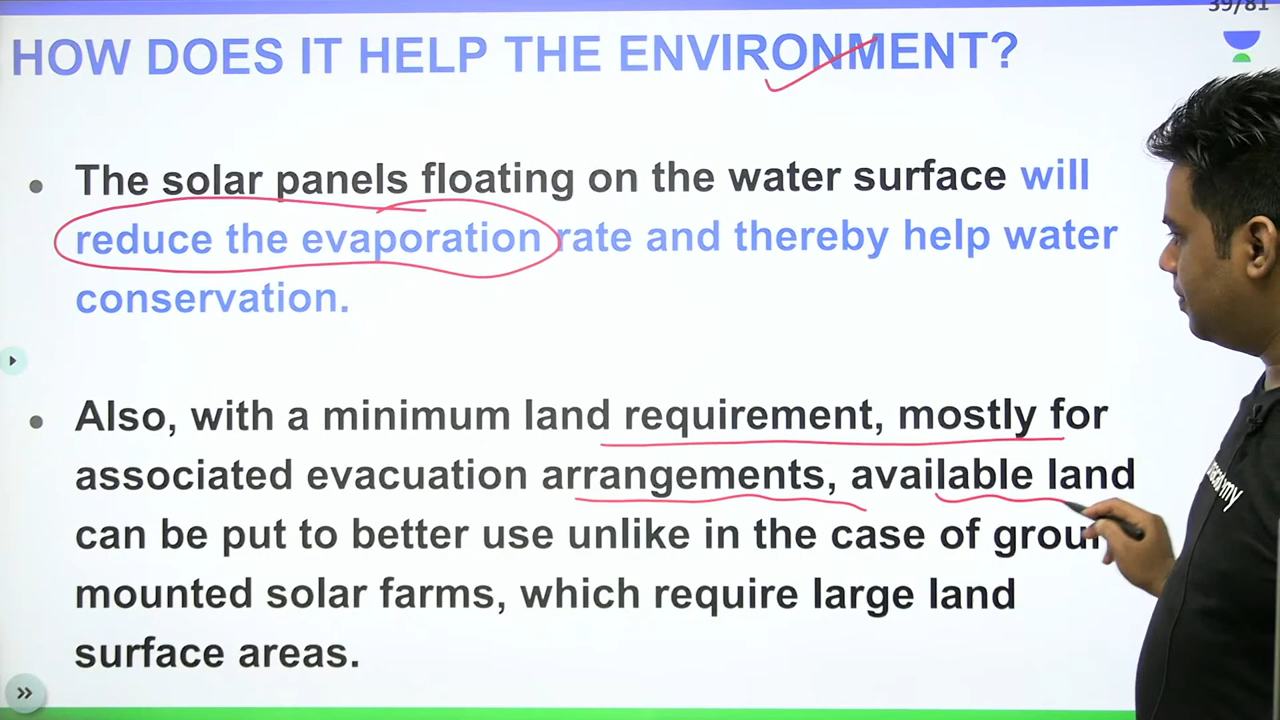 39/81
HOW DOES IT HELP THE ENVIRONMENT?
• The solar panels floating on the water surface will
reduce the evaporation rate and thereby help water
conservation.
• Also, with a minimum land requirement, mostly for
associated evacuation arrangements, available land
can be put to better use unlike in the case of
mounted solar farms, which require large land
surface areas.